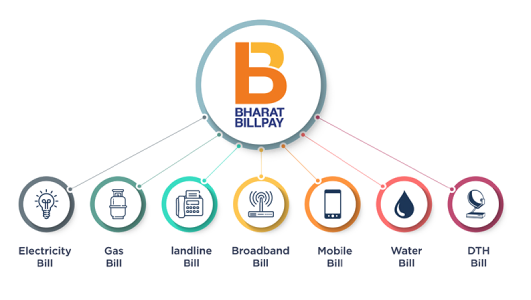 B
BHARAT
BILLPAY
Electricity
Bill
Gas
Bill
landline
Bill
Broadband
Bill
Mobile
Bill
Water
Bill
DTH
Bill